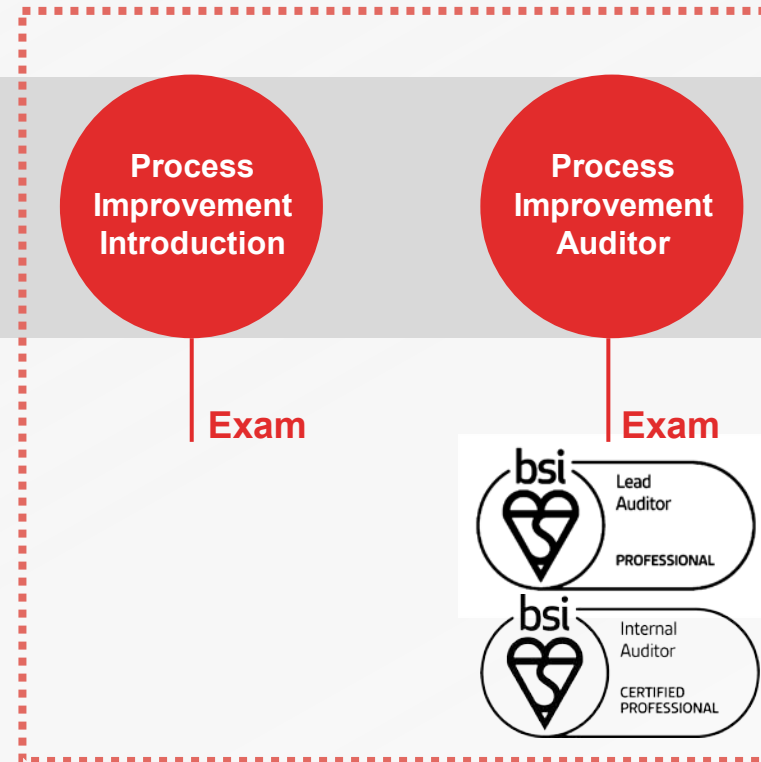 Process
Improvement
Introduction
Process
Improvement
Auditor
Exam
Exam
bsi
Lead
Auditor
PROFESSIONAL
bsi
Internal
Auditor
CERTIFIED
PROFESSIONAL